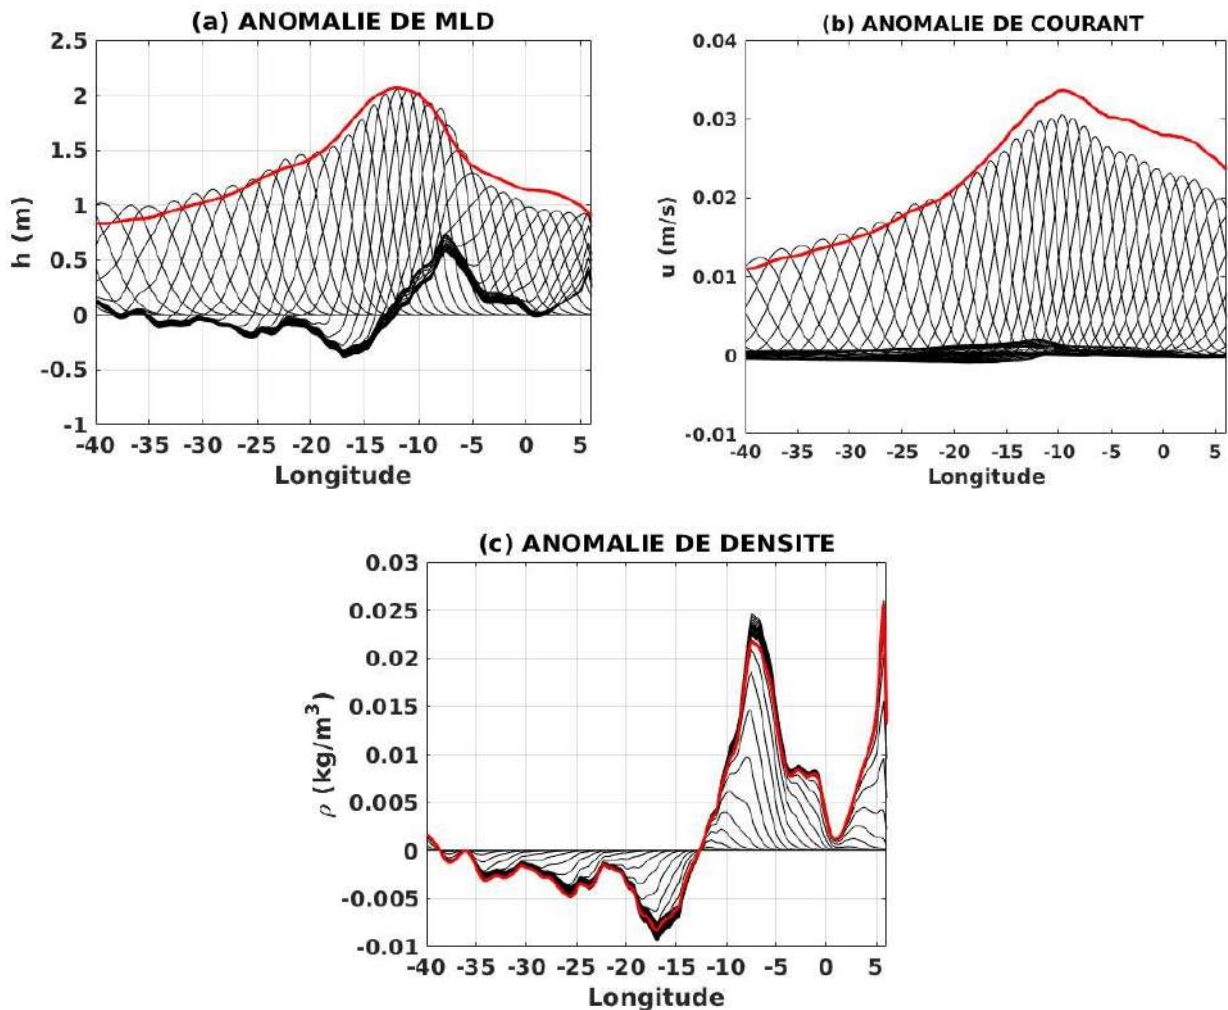 (a) ANOMALIE DE MLD
2.5
2
1.5
1
0.5
0
-0.5
-1
h (m)
-40 -35 -30 -25 -20 -15 -10 -5 0 5
Longitude
(b) ANOMALIE DE COURANT
0.04
0.03
0.02
0.01
0
-0.01
u (m/s)
-40 -35 -30 -25 -20 -15 -10 -5 0 5
Longitude
(c) ANOMALIE DE DENSITE
0.03
0.025
0.02
0.015
0.01
0.005
0
-0.005
-0.01
ρ (kg/m³)
-40 -35 -30 -25 -20 -15 -10 -5 0 5
Longitude